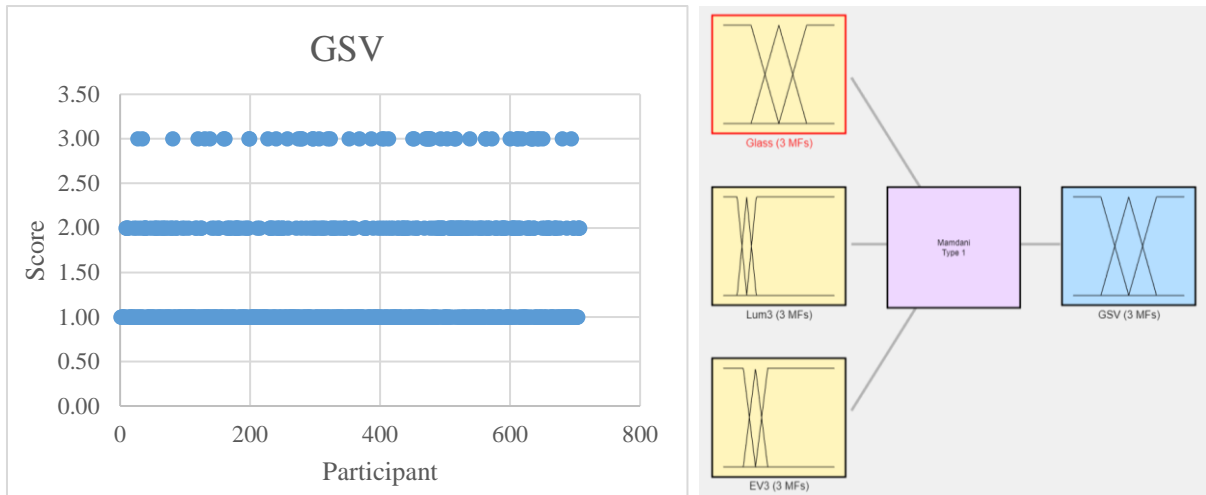 GSV
3.50
3.00
2.50
2.00
1.50
1.00
0.50
0.00
Score
0
200
400
600
800
Participant
Glass (3 MFs)
Lum3 (3 MFs)
EV3 (3 MFs)
Mamdani
Type 1
GSV (3 MFs)